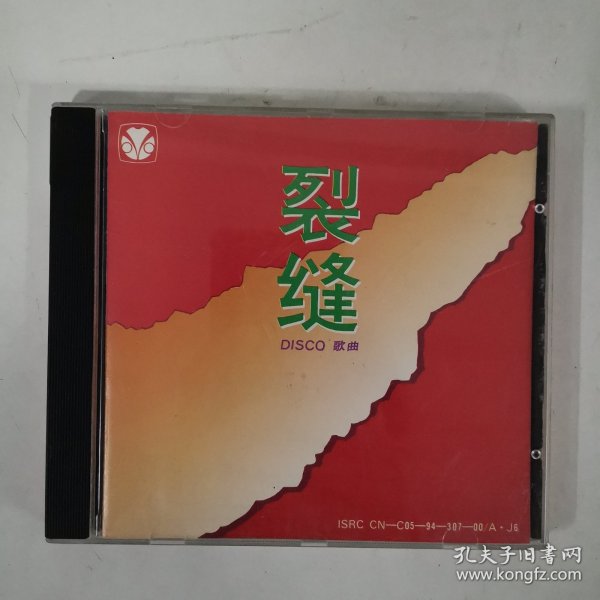 裂
缝
DISCO 歌曲
ISRC CN—C05—94—307—00/A·J6
孔夫子旧书网
www.kongfz.com